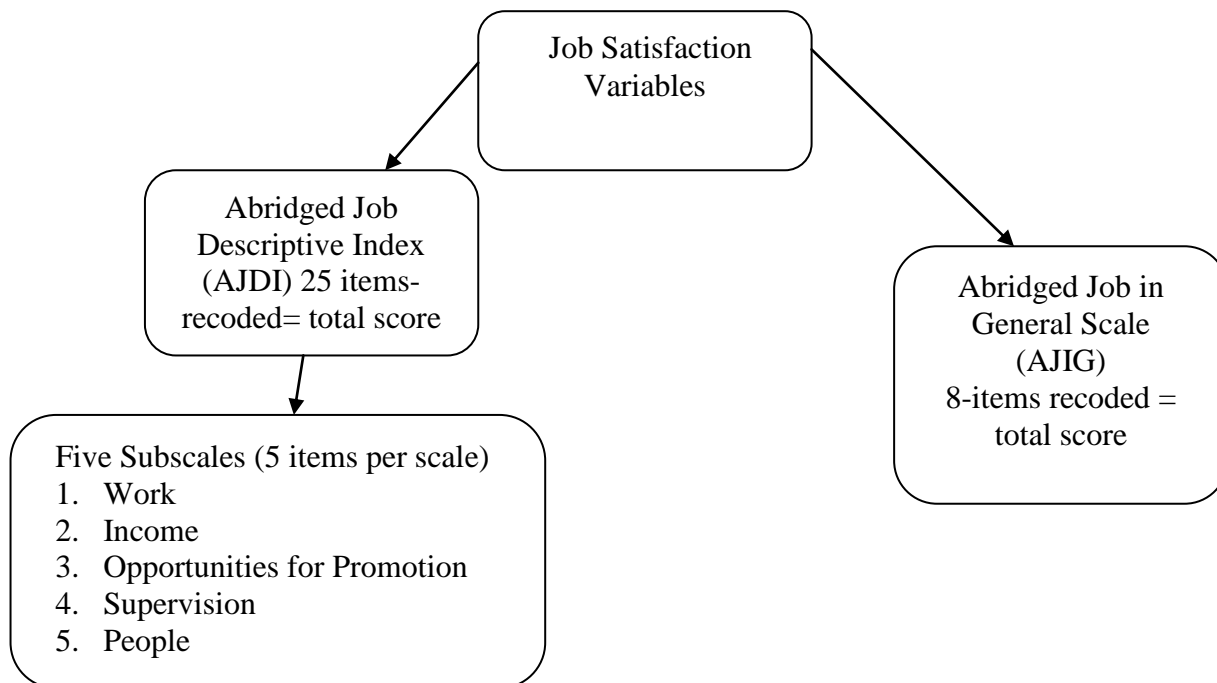 Job Satisfaction
Variables
Abridged Job
Descriptive Index
(AJDI) 25 items-
recoded= total score
Abridged Job in
General Scale
(AJIG)
8-items recoded =
total score
Five Subscales (5 items per scale)
1. Work
2. Income
3. Opportunities for Promotion
4. Supervision
5. People